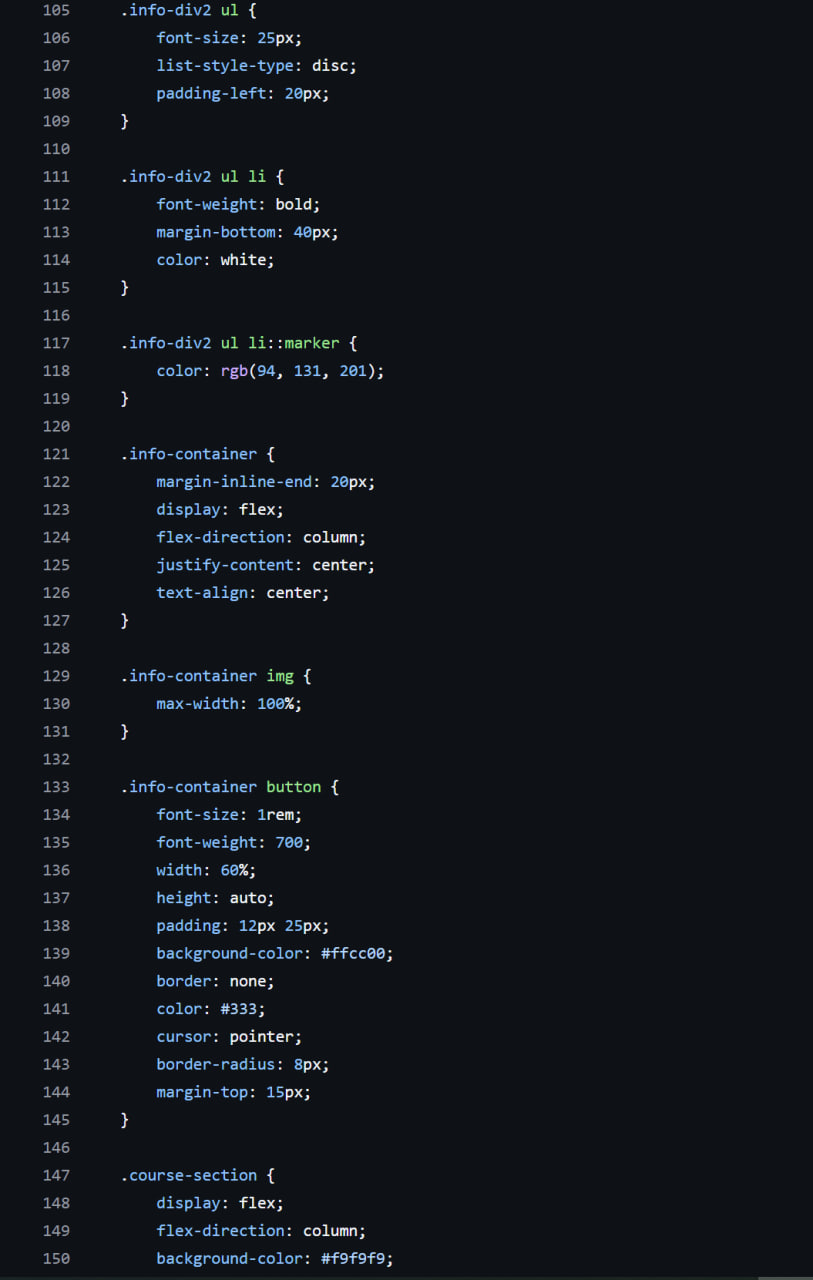 105 .info-div2 ul {
106 font-size: 25px;
107 list-style-type: disc;
108 padding-left: 20px;
109 }
110
111 .info-div2 ul li {
112 font-weight: bold;
113 margin-bottom: 40px;
114 color: white;
115 }
116
117 .info-div2 ul li::marker {
118 color: rgb(94, 131, 201);
119 }
120
121 .info-container {
122 margin-inline-end: 20px;
123 display: flex;
124 flex-direction: column;
125 justify-content: center;
126 text-align: center;
127 }
128
129 .info-container img {
130 max-width: 100%;
131 }
132
133 .info-container button {
134 font-size: 1rem;
135 font-weight: 700;
136 width: 60%;
137 height: auto;
138 padding: 12px 25px;
139 background-color: #ffcc00;
140 border: none;
141 color: #333;
142 cursor: pointer;
143 border-radius: 8px;
144 margin-top: 15px;
145 }
146
147 .course-section {
148 display: flex;
149 flex-direction: column;
150 background-color: #f9f9f9;